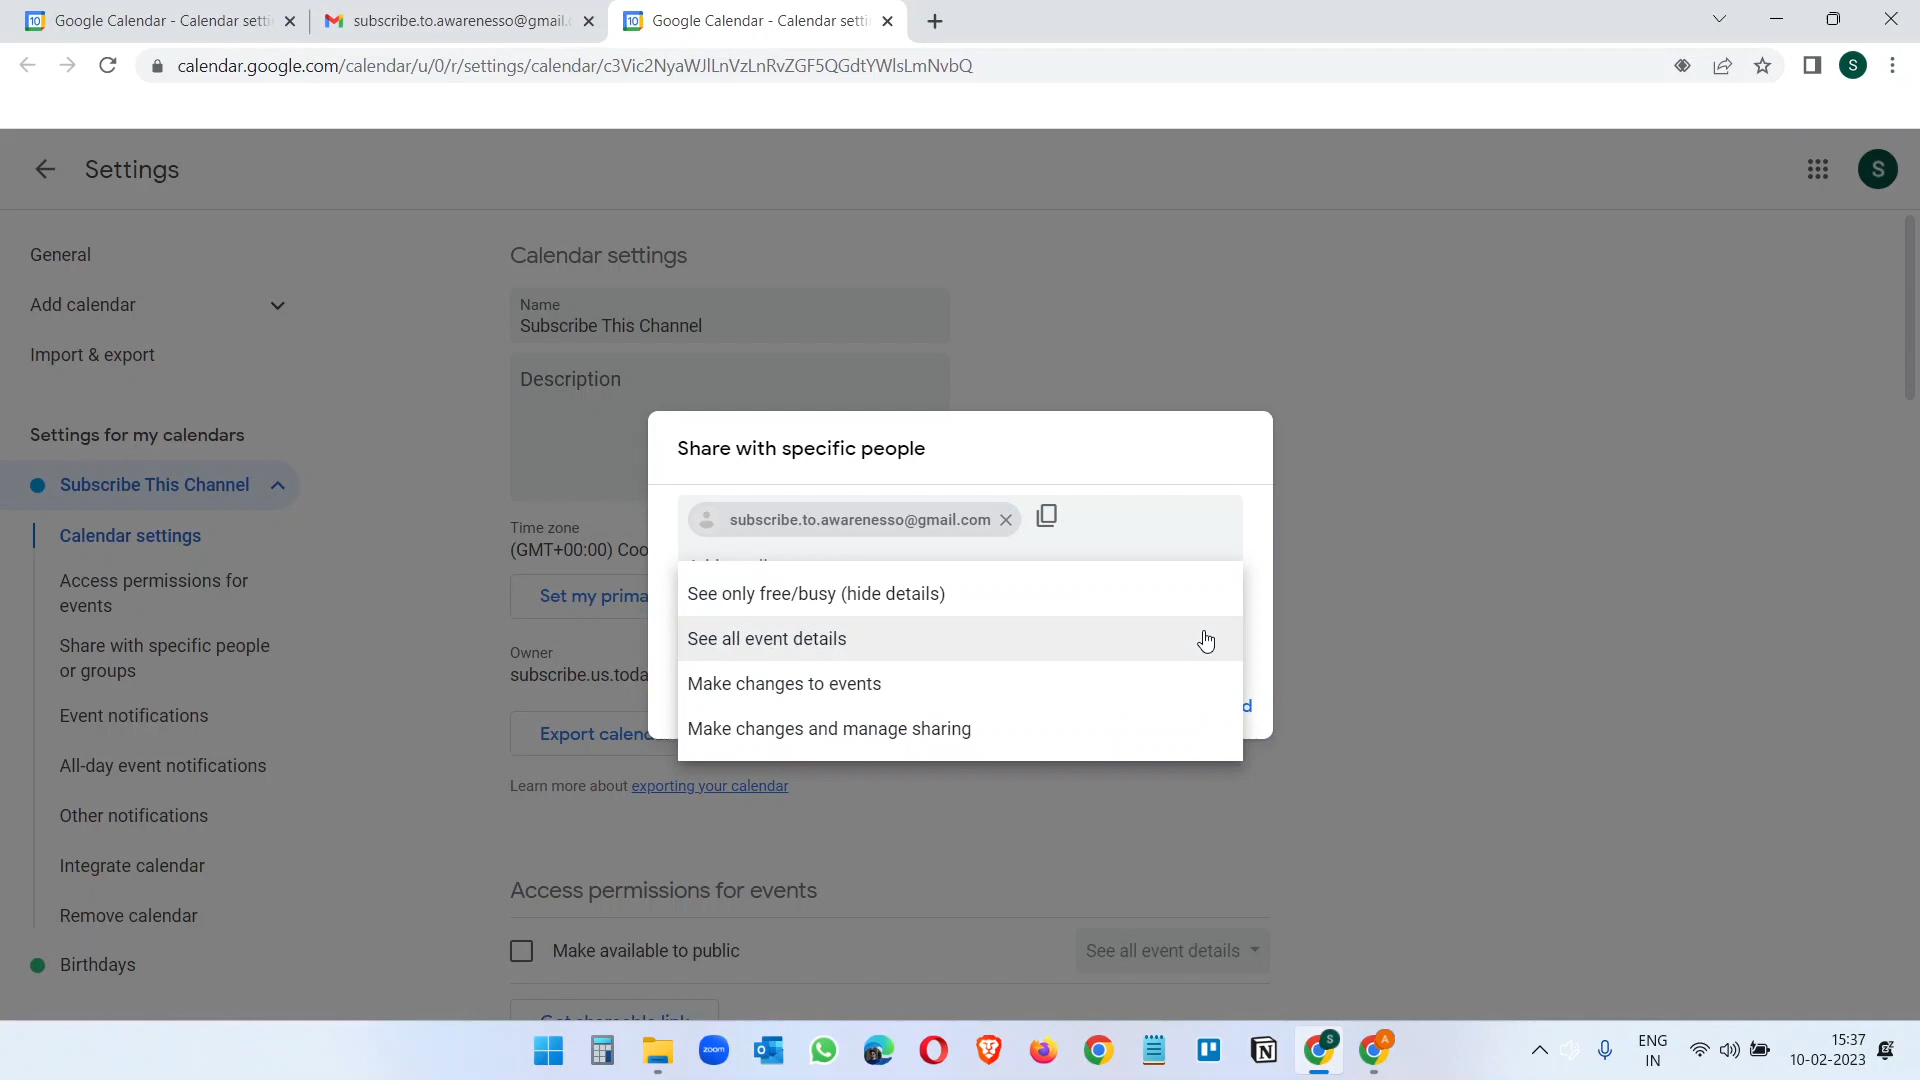 Google Calendar - Calendar setti
subscribe.to.awarenesso@gmail.
Google Calendar - Calendar setti
calendar.google.com/calendar/u/0/r/settings/calendar/c3Vic2NyaWJlLnVzLnRvZGF5QGdtYWlsLmNvbQ
S
Settings
S
General
Add calendar
Import & export
Settings for my calendars
Subscribe This Channel
Calendar settings
Access permissions for
events
Share with specific people
or groups
Event notifications
All-day event notifications
Other notifications
Integrate calendar
Remove calendar
Birthdays
Calendar settings
Name
Subscribe This Channel
Description
Time zone
(GMT+00:00) Coo
Set my prima
Owner
subscribe.us.toda
Export calend
Learn more about exporting your calendar
Share with specific people
subscribe.to.awarenesso@gmail.com
See only free/busy (hide details)
See all event details
Make changes to events
Make changes and manage sharing
d
Access permissions for events
Make available to public
See all event details
Get shareable link
zoom
S
A
ENG
IN
15:37
10-02-2023